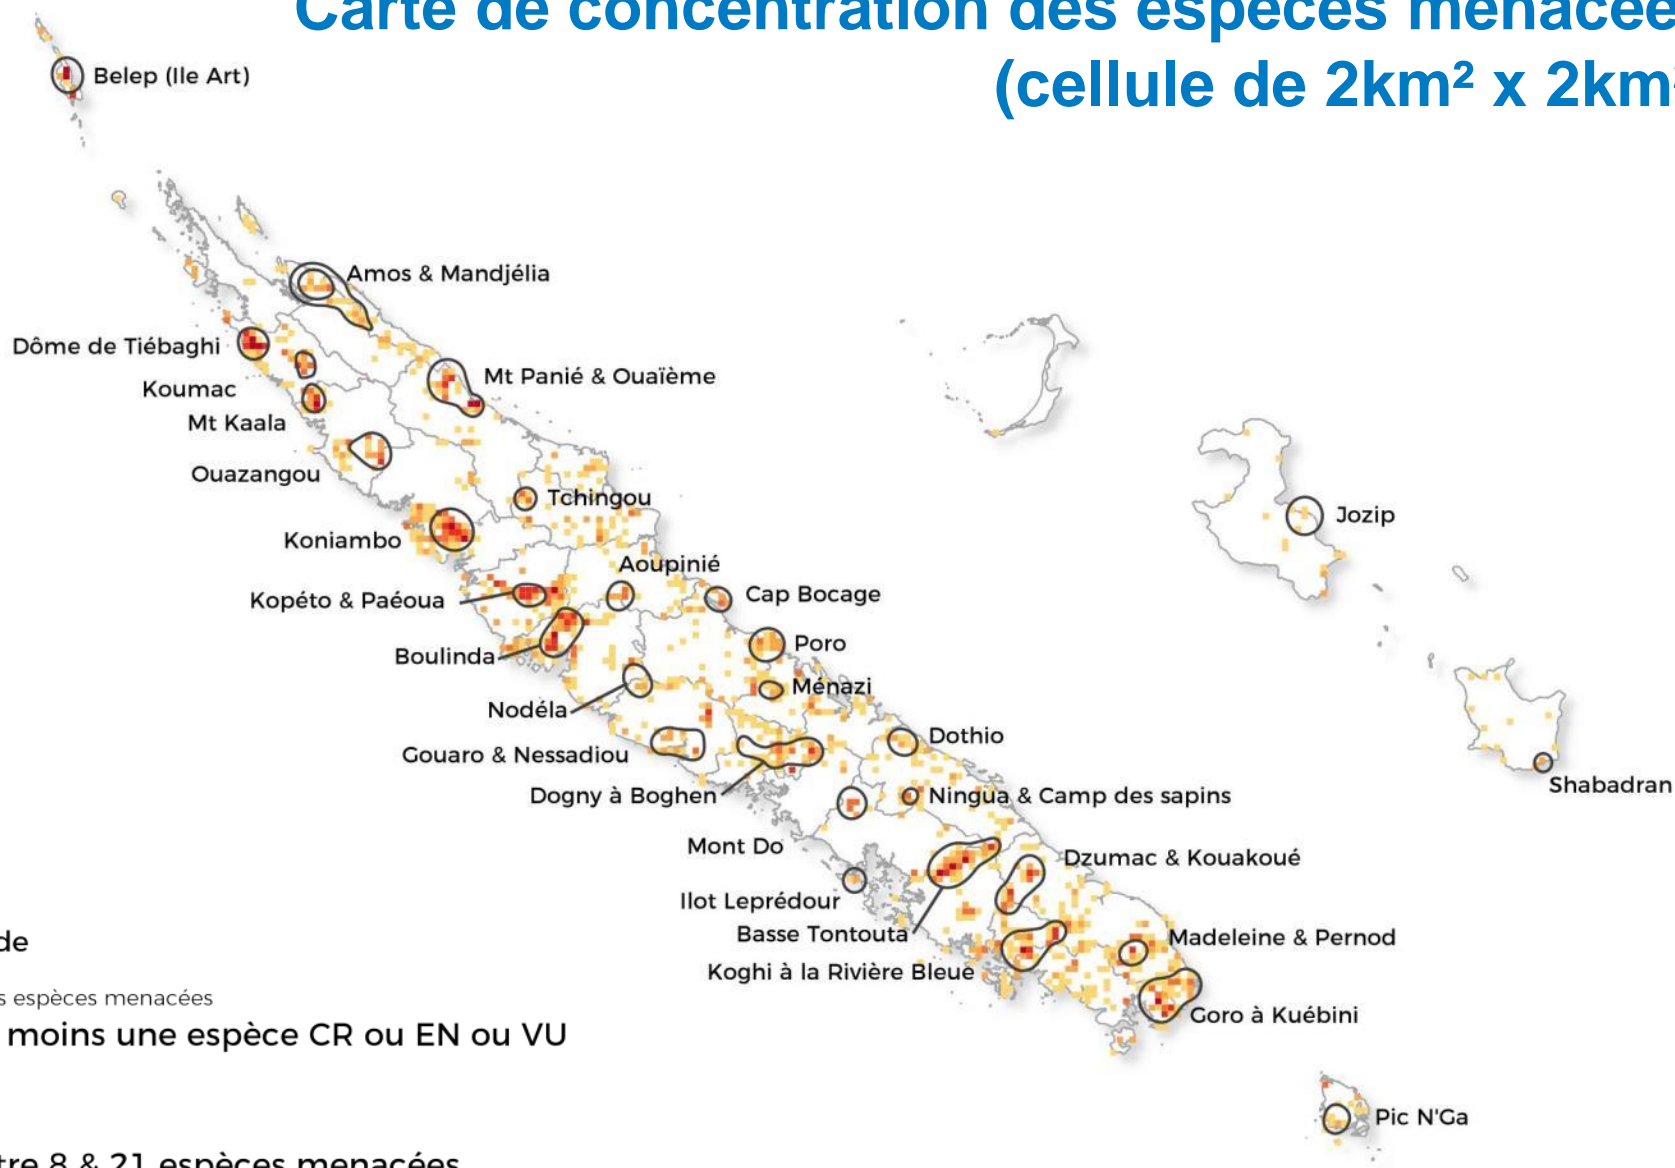 Carte de concentration des espèces menacée
(cellule de 2km² x 2km²
Belep (Ile Art)
Amos & Mandjélia
Dôme de Tiébaghi
Mt Panié & Ouaïème
Koumac
Mt Kaala
Ouazangou
Tchingou
Jozip
Koniambo
Aoupinié
Cap Bocage
Kopéto & Paéoua
Poro
Boulinda
Ménazi
Nodéla
Dothio
Gouaro & Nessadiou
Shabadran
Dogny à Boghen
Ningua & Camp des sapins
Mont Do
Dzumac & Kouakoué
Ilot Leprédour
Basse Tontouta
Madeleine & Pernod
Koghi à la Rivière Bleue
Goro à Kuébini
Pic N'Ga
de
s espèces menacées
moins une espèce CR ou EN ou VU
tre 8 & 21 espèces menacées